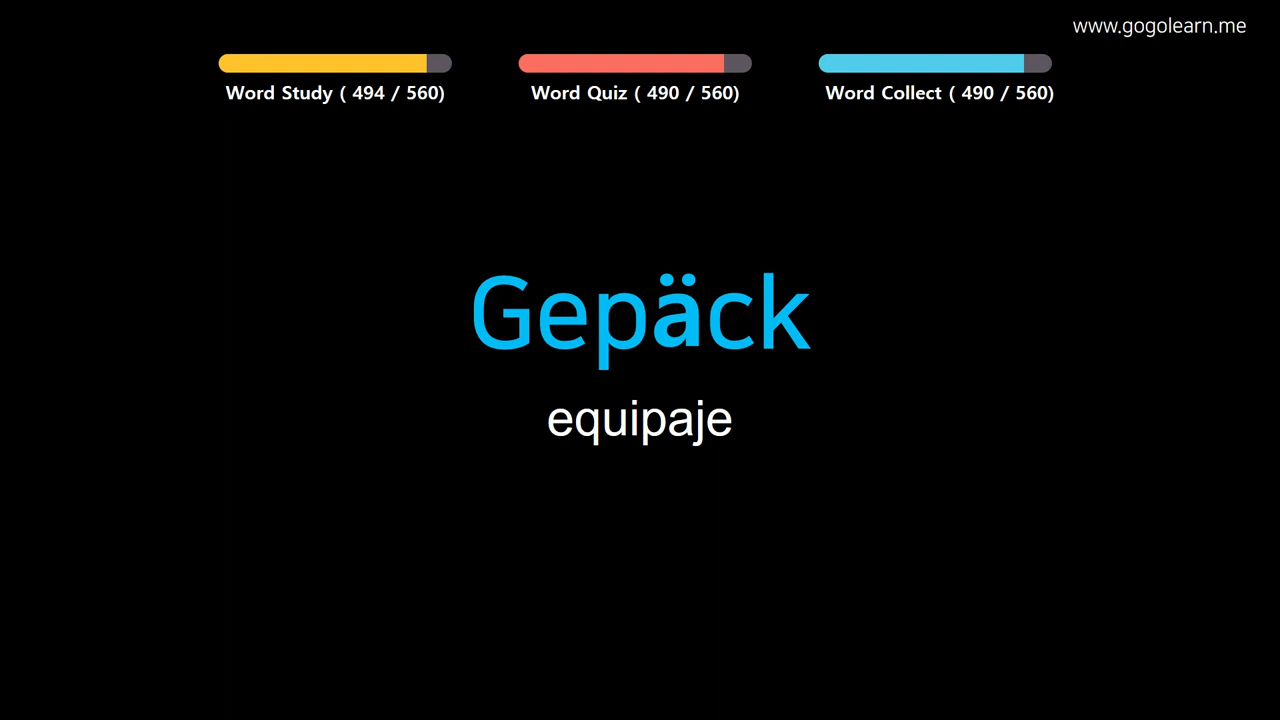 www.gogolearn.me
Word Study ( 494 / 560)
Word Quiz ( 490 / 560)
Word Collect ( 490 / 560)
Gepäck
equipaje